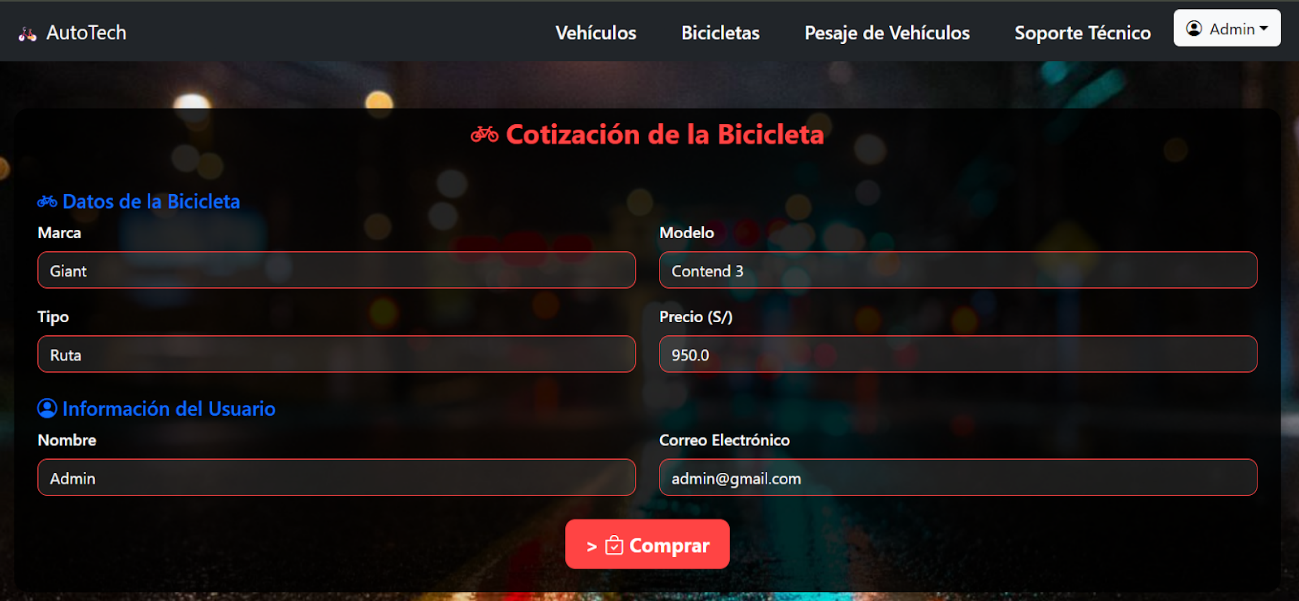 AutoTech Vehículos Bicicletas Pesaje de Vehículos Soporte Técnico Admin
Cotización de la Bicicleta
Datos de la Bicicleta
Marca Modelo
Giant Contend 3
Tipo Precio (S/)
Ruta 950.0
Información del Usuario
Nombre Correo Electrónico
Admin admin@gmail.com
> Comprar